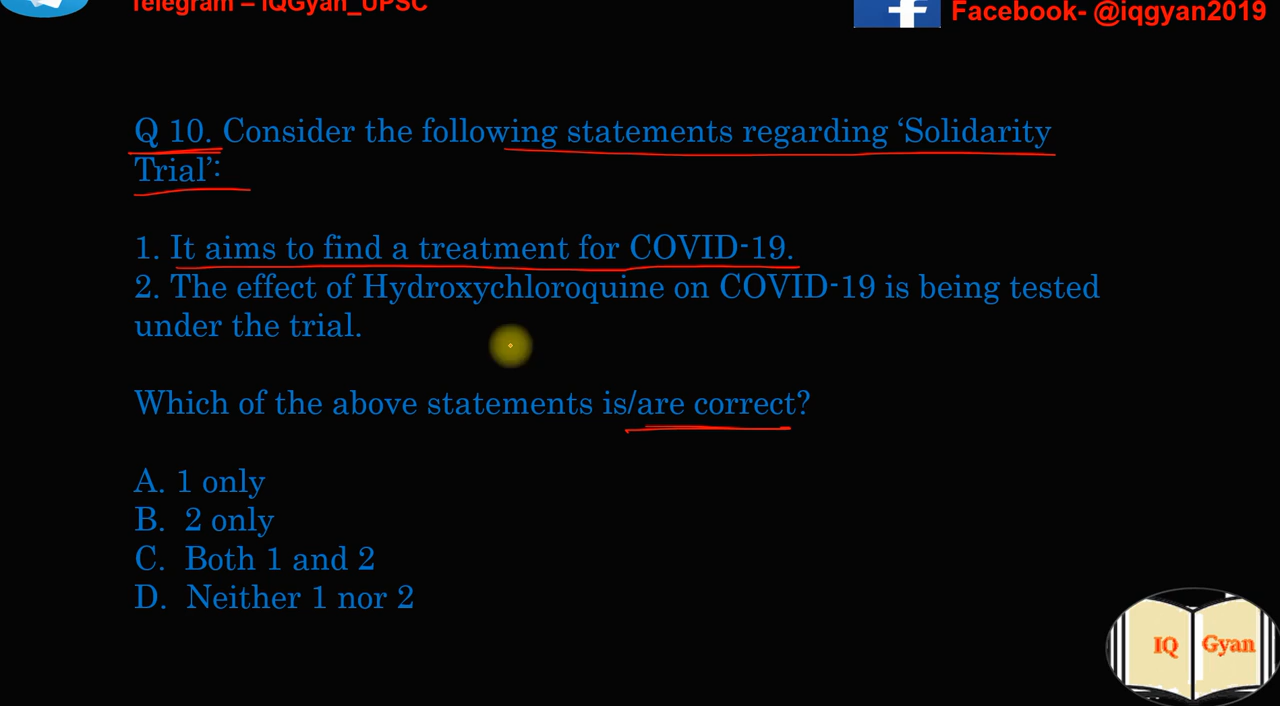 Telegram – IQGyan_UPSC
Facebook- @iqgyan2019
Q 10. Consider the following statements regarding ‘Solidarity
Trial’:
1. It aims to find a treatment for COVID-19.
2. The effect of Hydroxychloroquine on COVID-19 is being tested
under the trial.
Which of the above statements is/are correct?
A. 1 only
B. 2 only
C. Both 1 and 2
D. Neither 1 nor 2
IQ Gyan